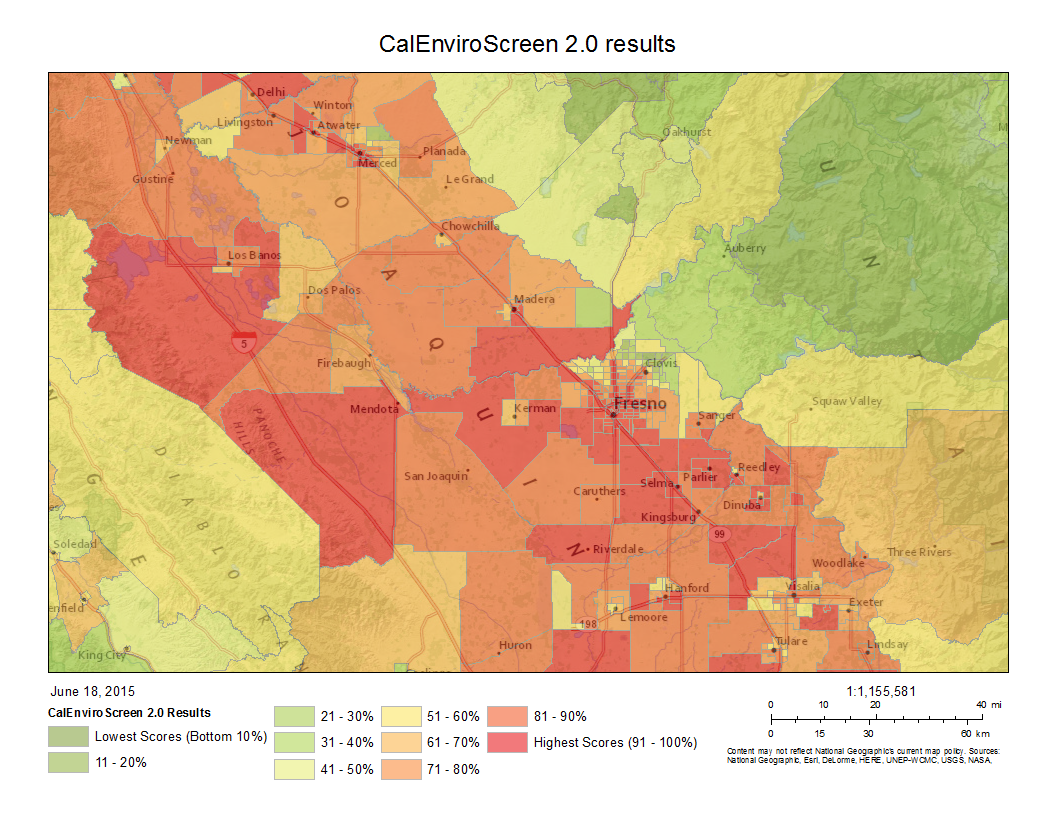 CalEnviroScreen 2.0 results
Delhi
Winton
Livingston
Atwater
J
Oakhurst
M
Newman
Merced
Planada
Gustine
Le Grand
U
O
Chowchilla
Auberry
Los Banos
N
A
Dos Palos
Madera
5
Q
Firebaugh
Clovis
Mendota
Kerman
Fresno
Squaw Valley
U
Sanger
PANOCHE
HILLS
N
D I A B L O
A
G
San Joaquin
Reedley
Parlier
Selma
I
Caruthers
Dinuba
Kingsburg
99
Soledad
E
N
Riverdale
Three Rivers
I
Woodlake
Hanford
Visalia
enfield
Exeter
Lemoore
198
R A N
King City
Huron
Tulare
Lindsay
June 18, 2015
1:1,155,581
CalEnviroScreen 2.0 Results
Lowest Scores (Bottom 10%)
11 - 20%
21 - 30%
31 - 40%
41 - 50%
51 - 60%
61 - 70%
71 - 80%
81 - 90%
Highest Scores (91 - 100%)
0 10 20 40 mi
0 15 30 60 km
Content may not reflect National Geographic's current map policy. Sources:
National Geographic, Esri, DeLorme, HERE, UNEP-WCMC, USGS, NASA,